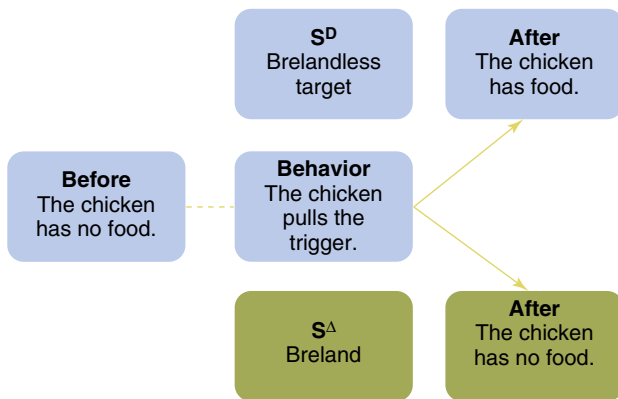 S^D
Brelandless
target
After
The chicken
has food.
Before
The chicken
has no food.
Behavior
The chicken
pulls the
trigger.
S^Δ
Breland
After
The chicken
has no food.